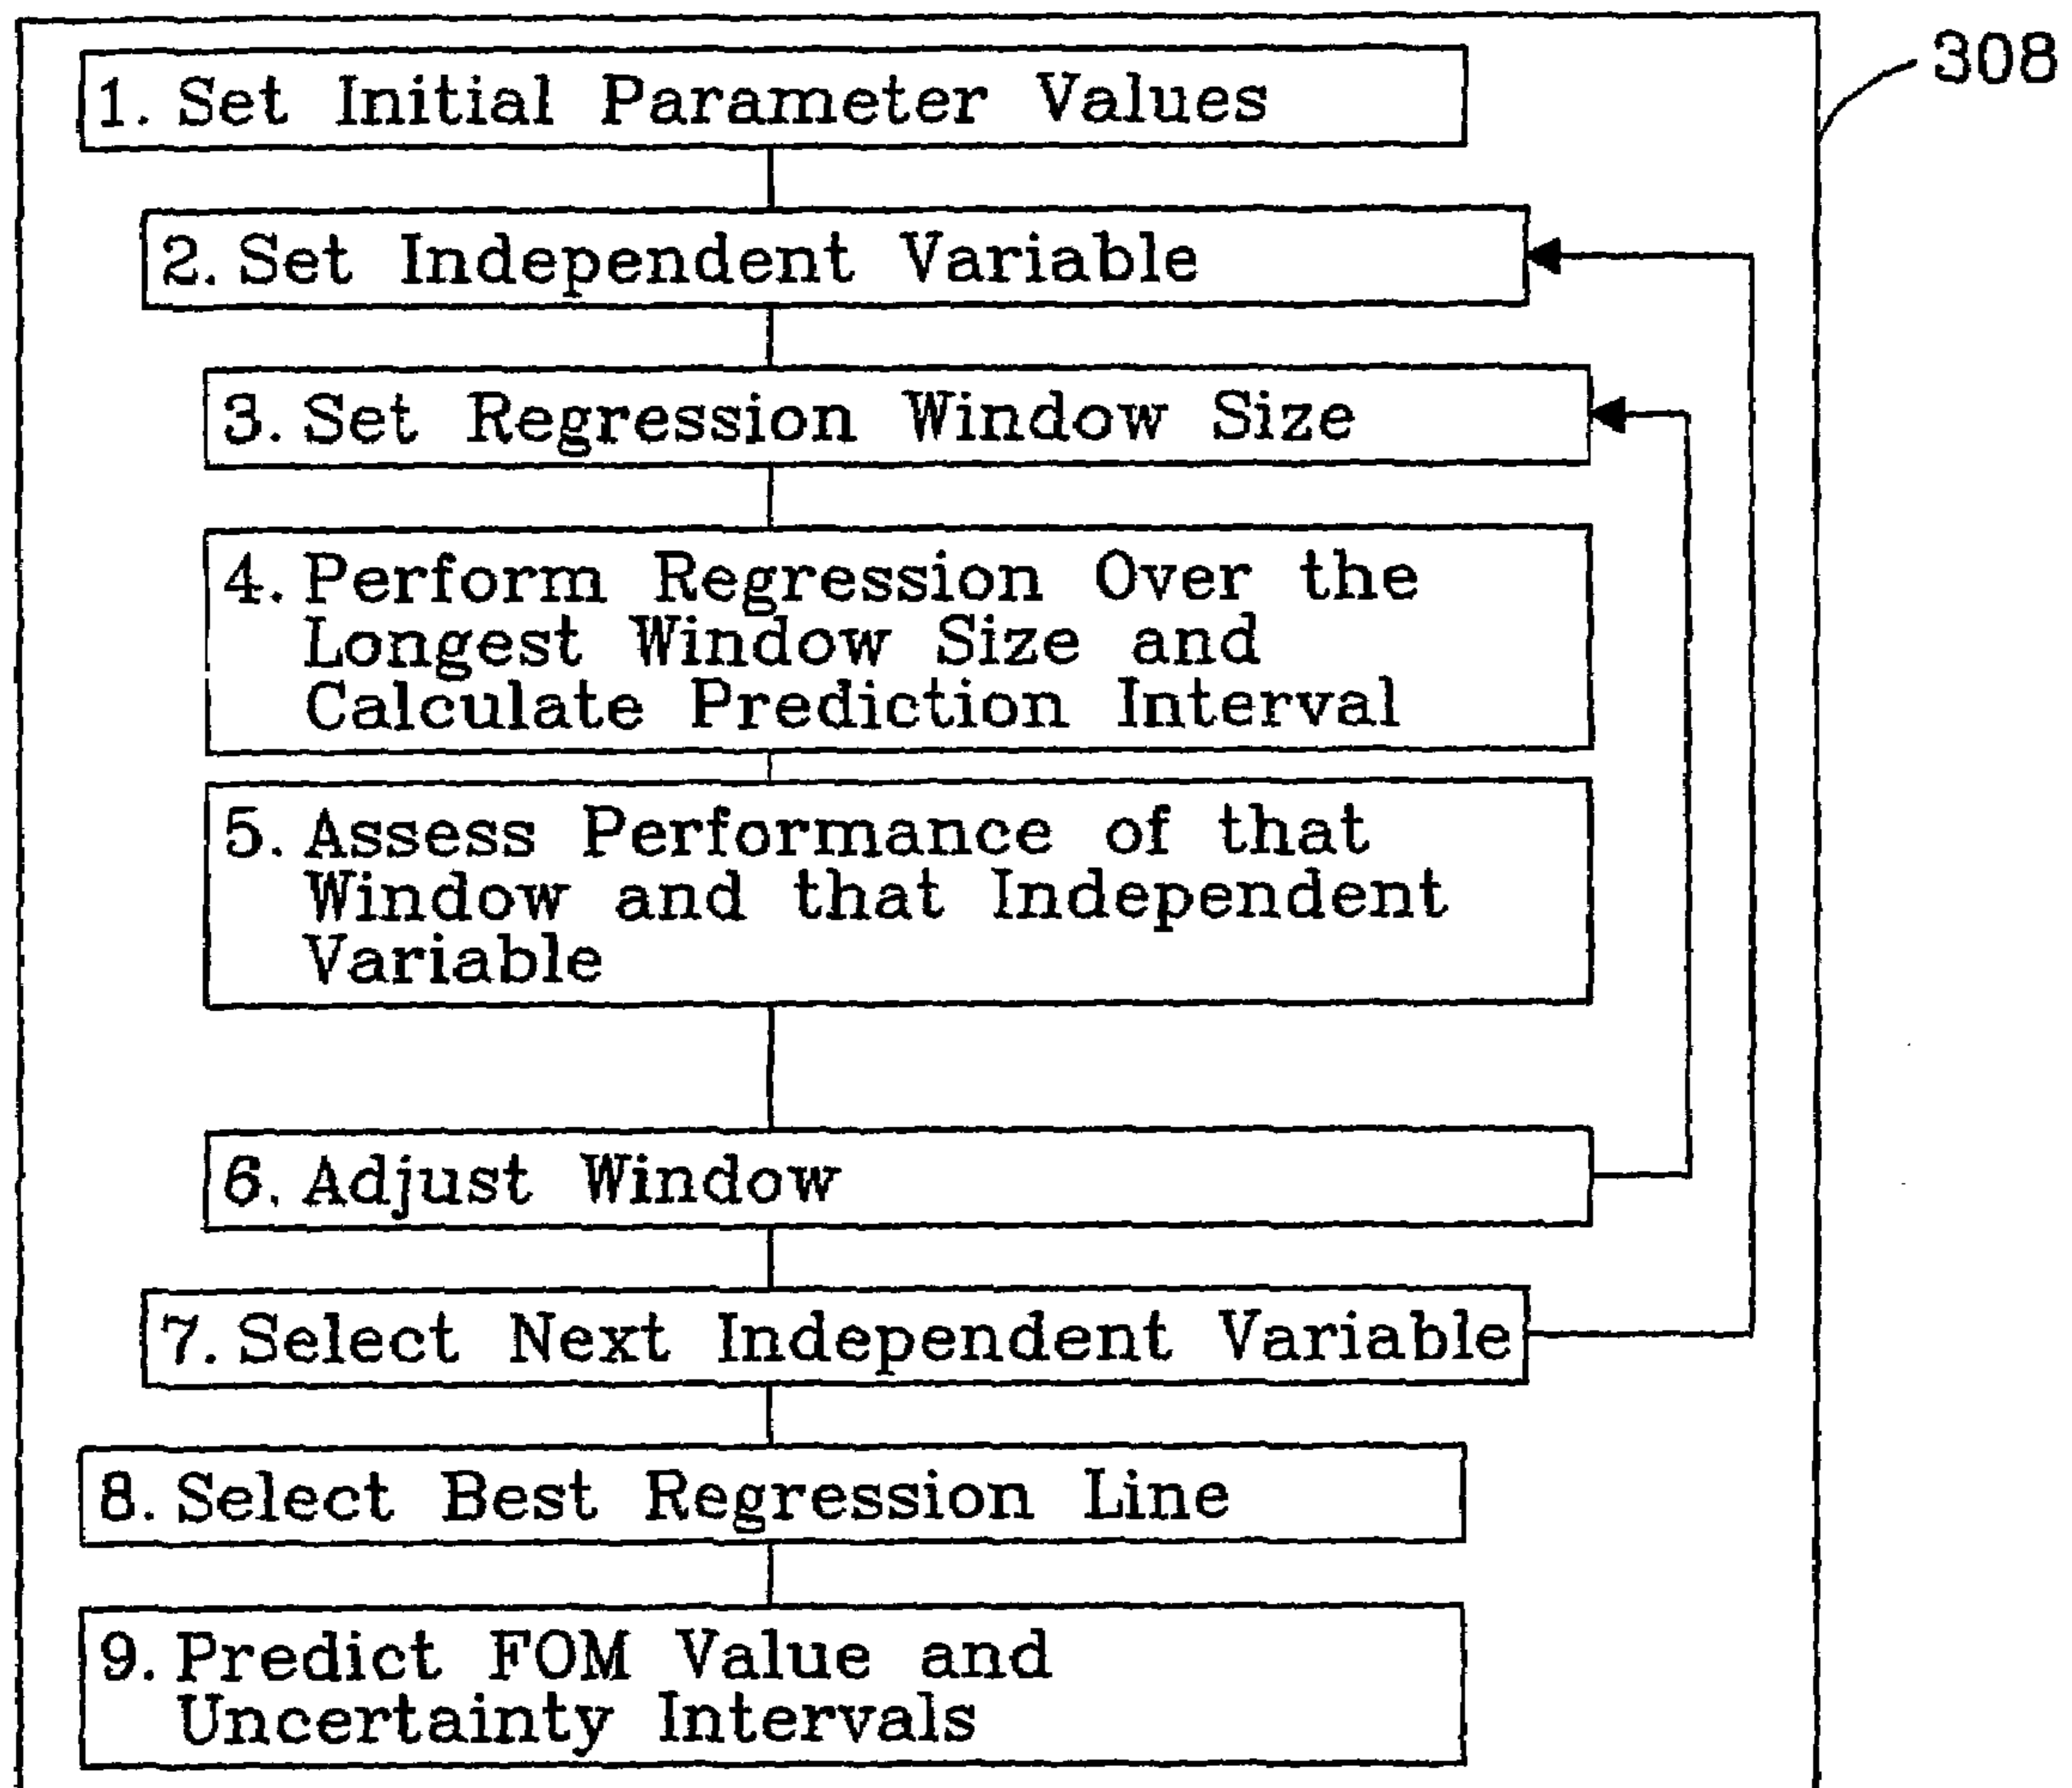 308
1. Set Initial Parameter Values
2. Set Independent Variable
3. Set Regression Window Size
4. Perform Regression Over the
Longest Window Size and
Calculate Prediction Interval
5. Assess Performance of that
Window and that Independent
Variable
6. Adjust Window
7. Select Next Independent Variable
8. Select Best Regression Line
9. Predict FOM Value and
Uncertainty Intervals